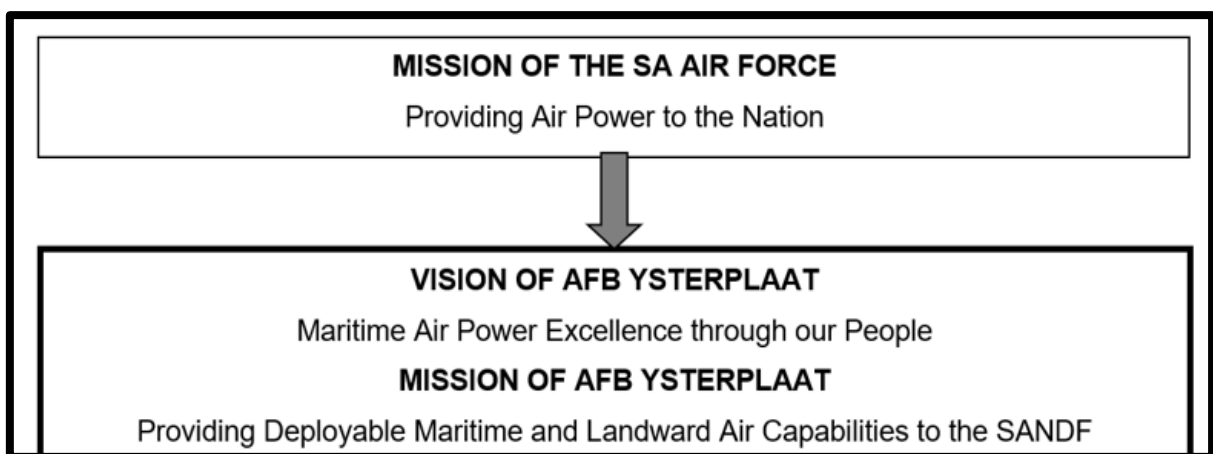 MISSION OF THE SA AIR FORCE
Providing Air Power to the Nation
VISION OF AFB YSTERPLAAT
Maritime Air Power Excellence through our People
MISSION OF AFB YSTERPLAAT
Providing Deployable Maritime and Landward Air Capabilities to the SANDF